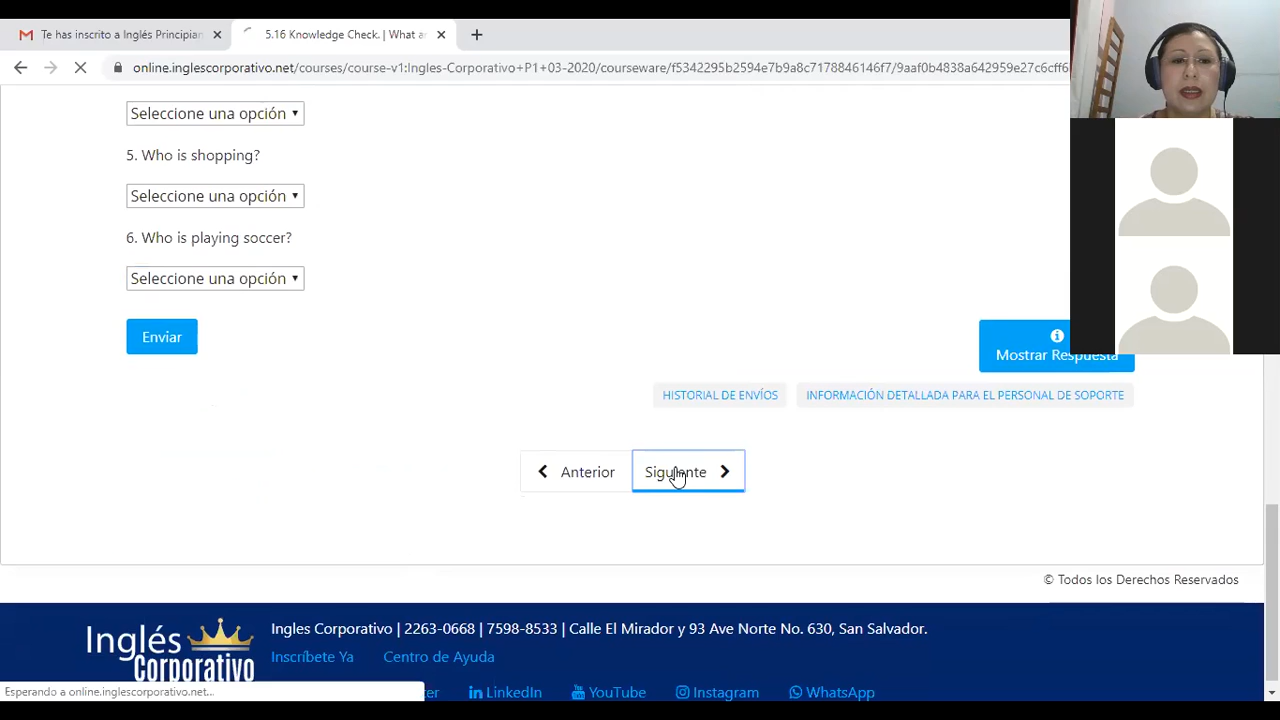 Te has inscrito a Inglés Principian
5.16 Knowledge Check. | What a
online.inglescorporativo.net/courses/course-v1:Ingles-Corporativo+P1+03-2020/courseware/f5342295b2594e7b9a8c7178846146f7/9aaf0b4838a642959e27c6cff6
Seleccione una opción
5. Who is shopping?
Seleccione una opción
6. Who is playing soccer?
Seleccione una opción
Enviar
Mostrar Respuesta
HISTORIAL DE ENVÍOS INFORMACIÓN DETALLADA PARA EL PERSONAL DE SOPORTE
Anterior Siguiente
© Todos los Derechos Reservados
Inglés Corporativo
Ingles Corporativo | 2263-0668 | 7598-8533 | Calle El Mirador y 93 Ave Norte No. 630, San Salvador.
Inscríbete Ya Centro de Ayuda
Esperando a online.inglescorporativo.net...
ter LinkedIn YouTube Instagram WhatsApp